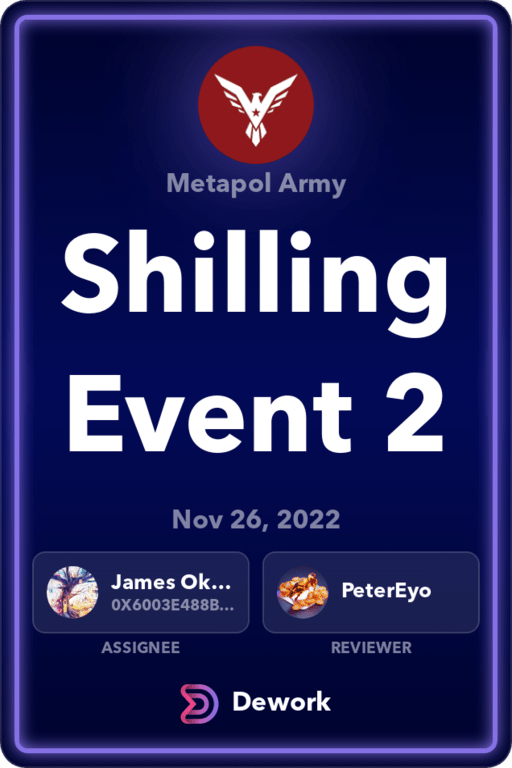 Metapol Army
Shilling
Event 2
Nov 26, 2022
James Ok...
0X6003E488B...
PeterEyo
ASSIGNEE
REVIEWER
Dework